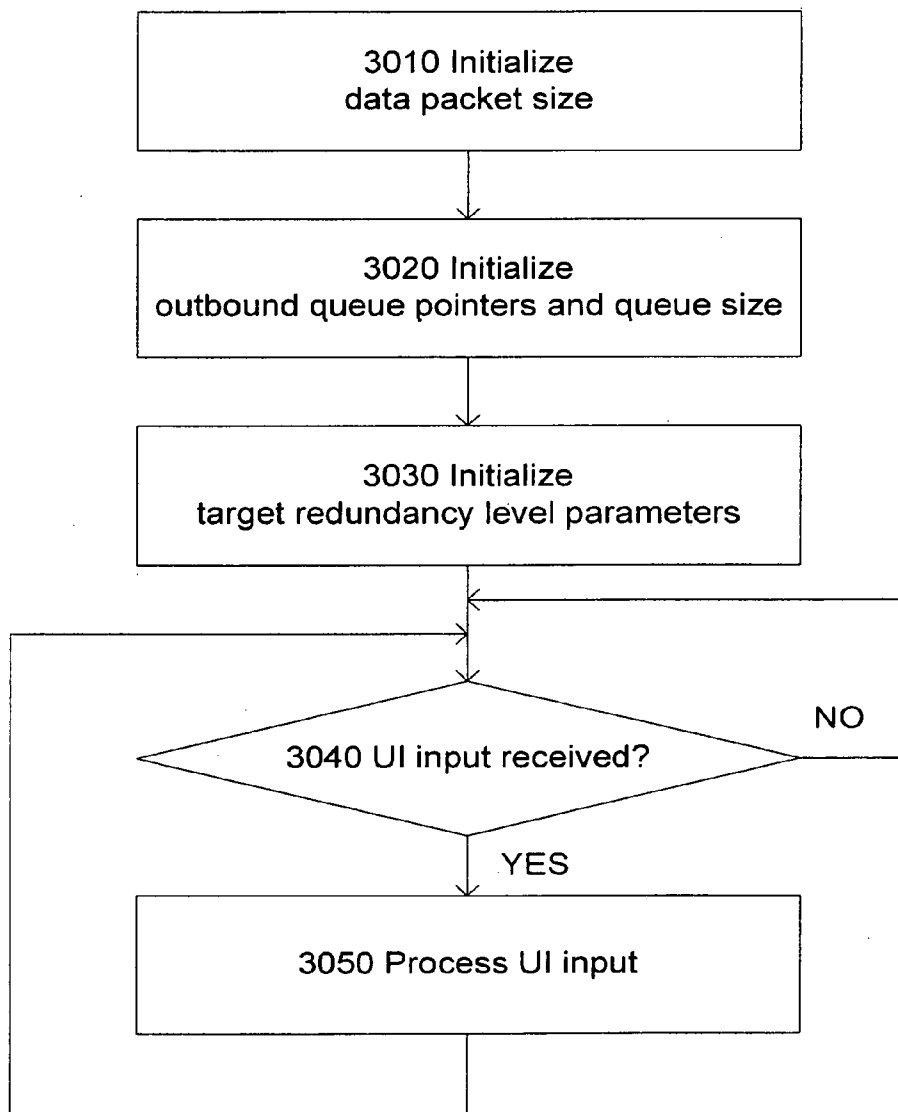 3010 Initialize
data packet size
3020 Initialize
outbound queue pointers and queue size
3030 Initialize
target redundancy level parameters
3040 UI input received?
NO
YES
3050 Process UI input